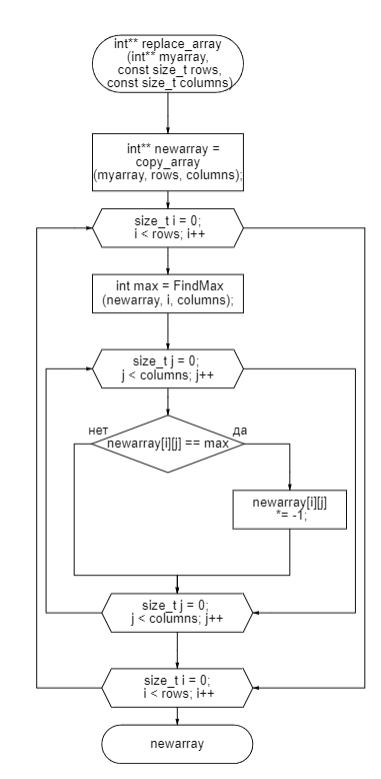 int** replace_array
(int** myarray,
const size_t rows,
const size_t columns)
int** newarray =
copy_array
(myarray, rows, columns);
size_t i = 0;
i < rows; i++
int max = FindMax
(newarray, i, columns);
size_t j = 0;
j < columns; j++
нет
да
newarray[i][j] == max
newarray[i][j]
*= -1;
size_t j = 0;
j < columns; j++
size_t i = 0;
i < rows; i++
newarray